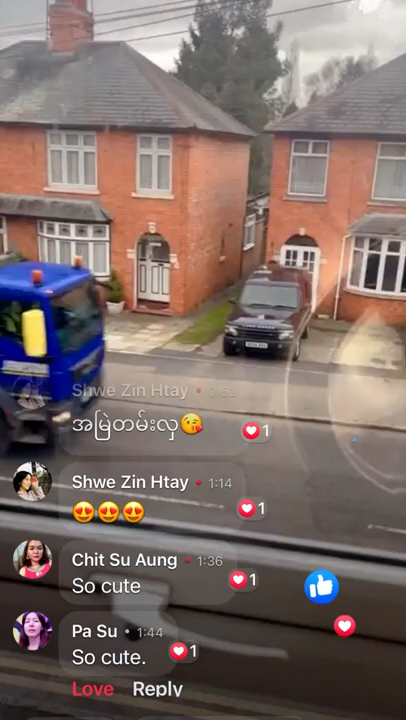 Shwe Zin Htay • 3:52
အမြဲတမ်းလှ😘
1
Shwe Zin Htay • 1:14
😍😍😍
1
Chit Su Aung • 1:36
So cute
1
Pa Su • 1:44
So cute.
1
Love Reply